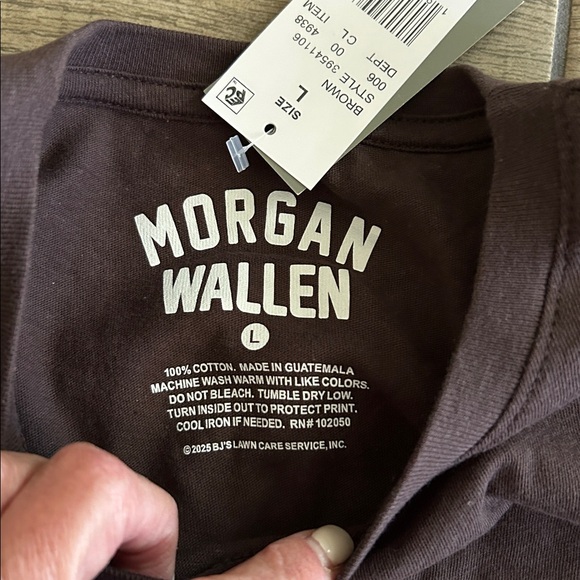 MORGAN
WALLEN
L
100% COTTON. MADE IN GUATEMALA
MACHINE WASH WARM WITH LIKE COLORS.
DO NOT BLEACH. TUMBLE DRY LOW.
TURN INSIDE OUT TO PROTECT PRINT.
COOL IRON IF NEEDED. RN# 102050
©2025 BJ'S LAWN CARE SERVICE, INC.
SIZE
L
BROWN
STYLE 39541106
DEPT CL ITEM
006 00 4938